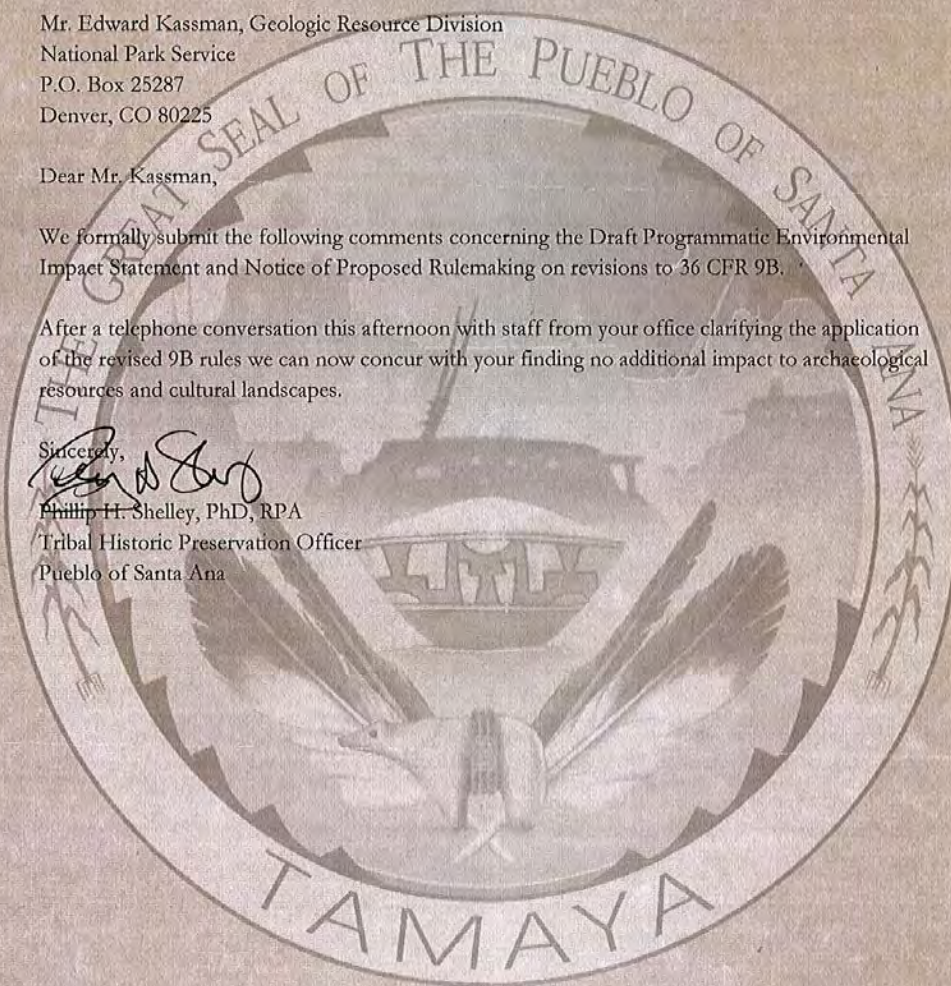 Mr. Edward Kassman, Geologic Resource Division
National Park Service
P.O. Box 25287
Denver, CO 80225
Dear Mr. Kassman,
We formally submit the following comments concerning the Draft Programmatic Environmental
Impact Statement and Notice of Proposed Rulemaking on revisions to 36 CFR 9B.
After a telephone conversation this afternoon with staff from your office clarifying the application
of the revised 9B rules we can now concur with your finding no additional impact to archaeological
resources and cultural landscapes.
Sincerely,
Phillip H. Shelley, PhD, RPA
Tribal Historic Preservation Officer
Pueblo of Santa Ana
THE GREAT SEAL OF THE PUEBLO OF SANTA ANA
TAMAYA